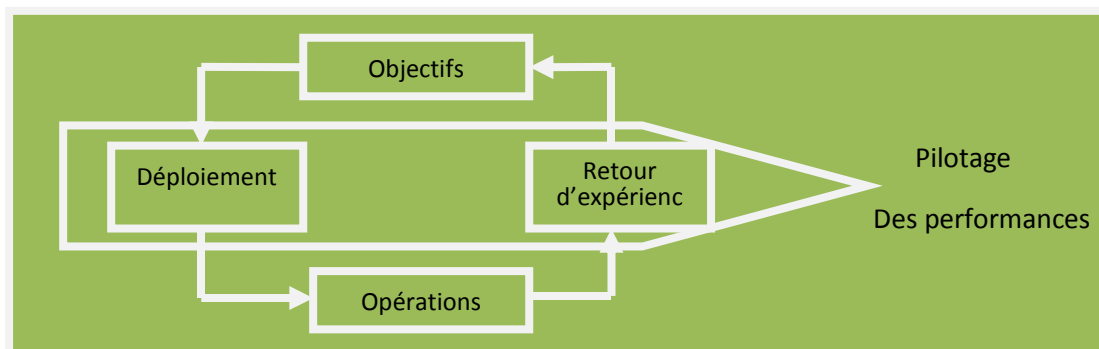 Objectifs
Déploiement
Retour
d’expérienc
Pilotage
Des performances
Opérations